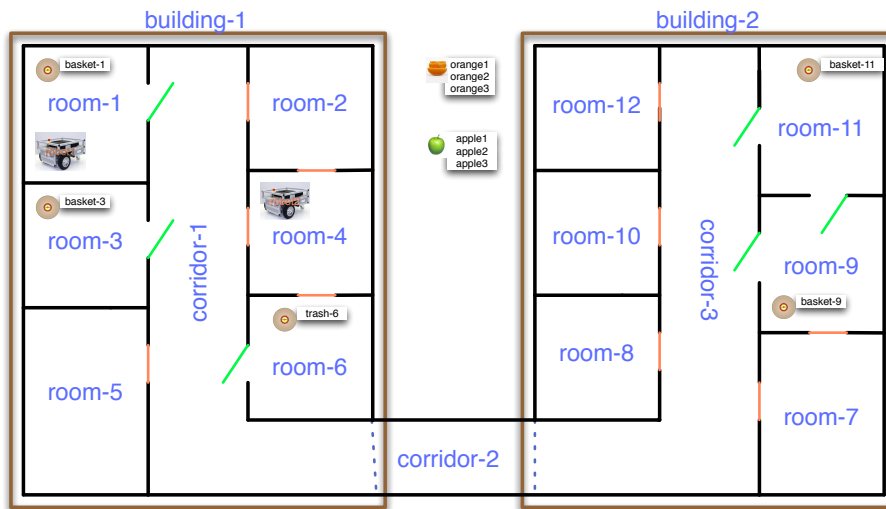 building-1
building-2
basket-1
room-1
robot1
room-2
orange1
orange2
orange3
apple1
apple2
apple3
room-12
basket-11
room-11
basket-3
room-3
corridor-1
robot2
room-4
room-10
corridor-3
room-9
basket-9
trash-6
room-6
room-5
room-8
room-7
corridor-2